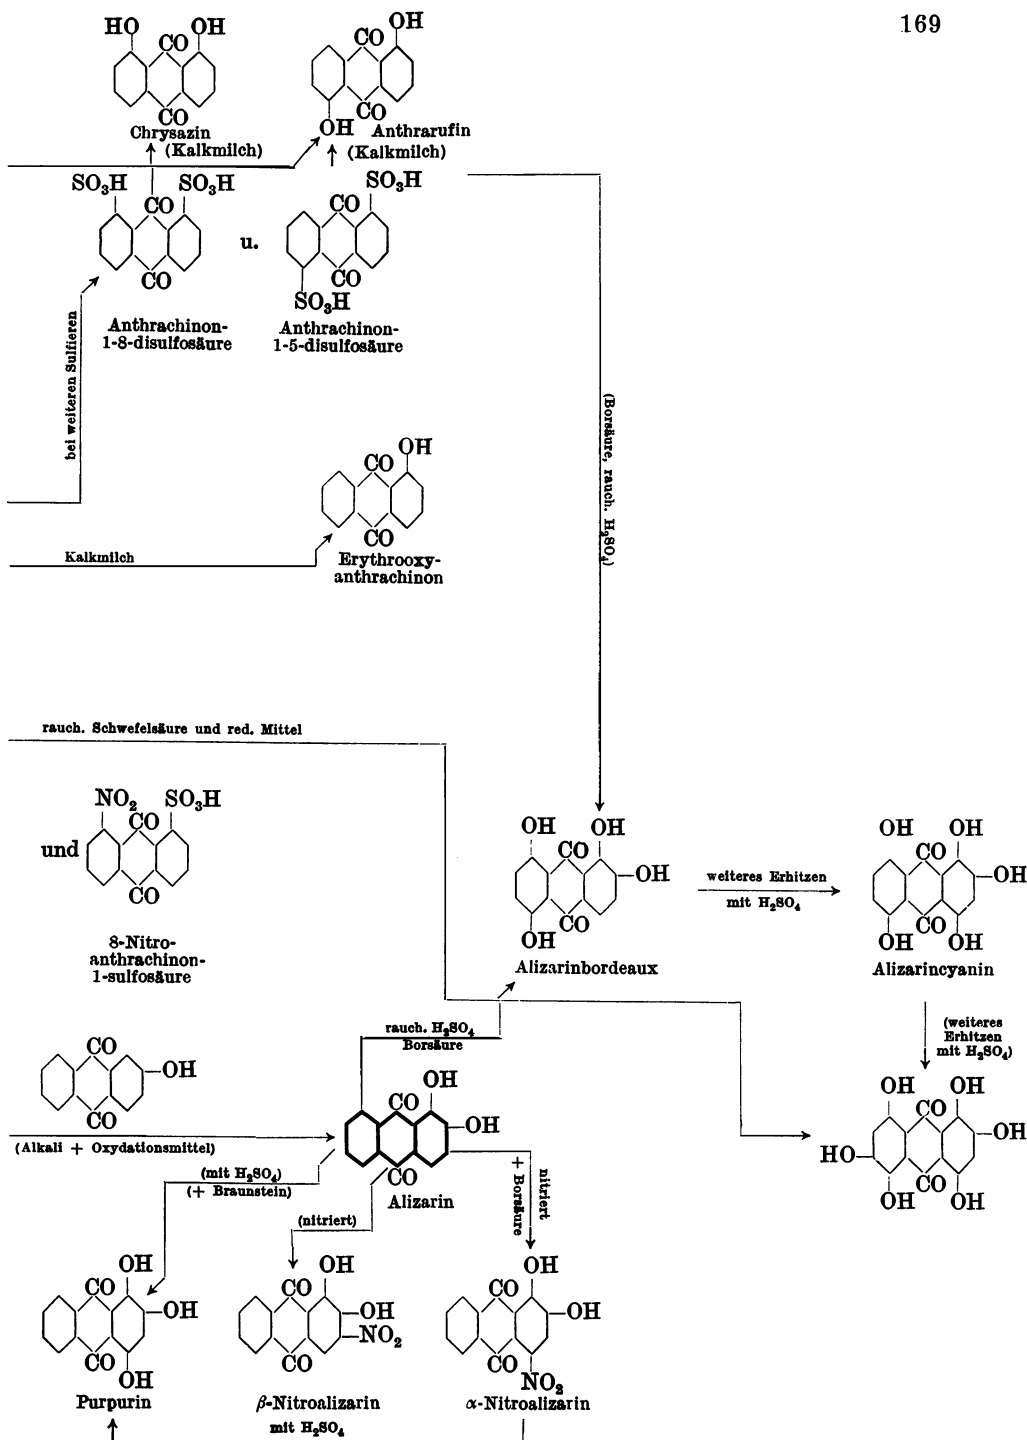 169
HO OH OH
CO CO
CO CO
OH
Chrysazin Anthrarufin
(Kalkmilch) (Kalkmilch)
SO₃H SO₃H SO₃H
CO CO
u.
CO CO
SO₃H
Anthrachinon- Anthrachinon-
1-8-disulfosäure 1-5-disulfosäure
bei weiteren Sulfieren
(Borsäure, rauch. H₂SO₄)
OH
CO
CO
Kalkmilch
Erythrooxy-
anthrachinon
rauch. Schwefelsäure und red. Mittel
NO₂ SO₃H
CO
und
CO
8-Nitro-
anthrachinon-
1-sulfosäure
OH OH
CO
OH
CO
OH
Alizarinbordeaux
weiteres Erhitzen
mit H₂SO₄
OH OH
CO
OH
CO
OH OH
Alizarincyanin
(weiteres
Erhitzen
mit H₂SO₄)
rauch. H₂SO₄
Borsäure
CO
OH
CO
(Alkali + Oxydationsmittel)
OH
CO
OH
CO
Alizarin
OH OH
CO
OH
HO
CO
OH OH
(mit H₂SO₄)
(+ Braunstein)
(nitriert)
nitriert
+ Borsäure
OH
CO
OH
CO
OH
Purpurin
OH
CO
OH
NO₂
CO
β-Nitroalizarin
mit H₂SO₄
OH
CO
OH
CO
NO₂
α-Nitroalizarin